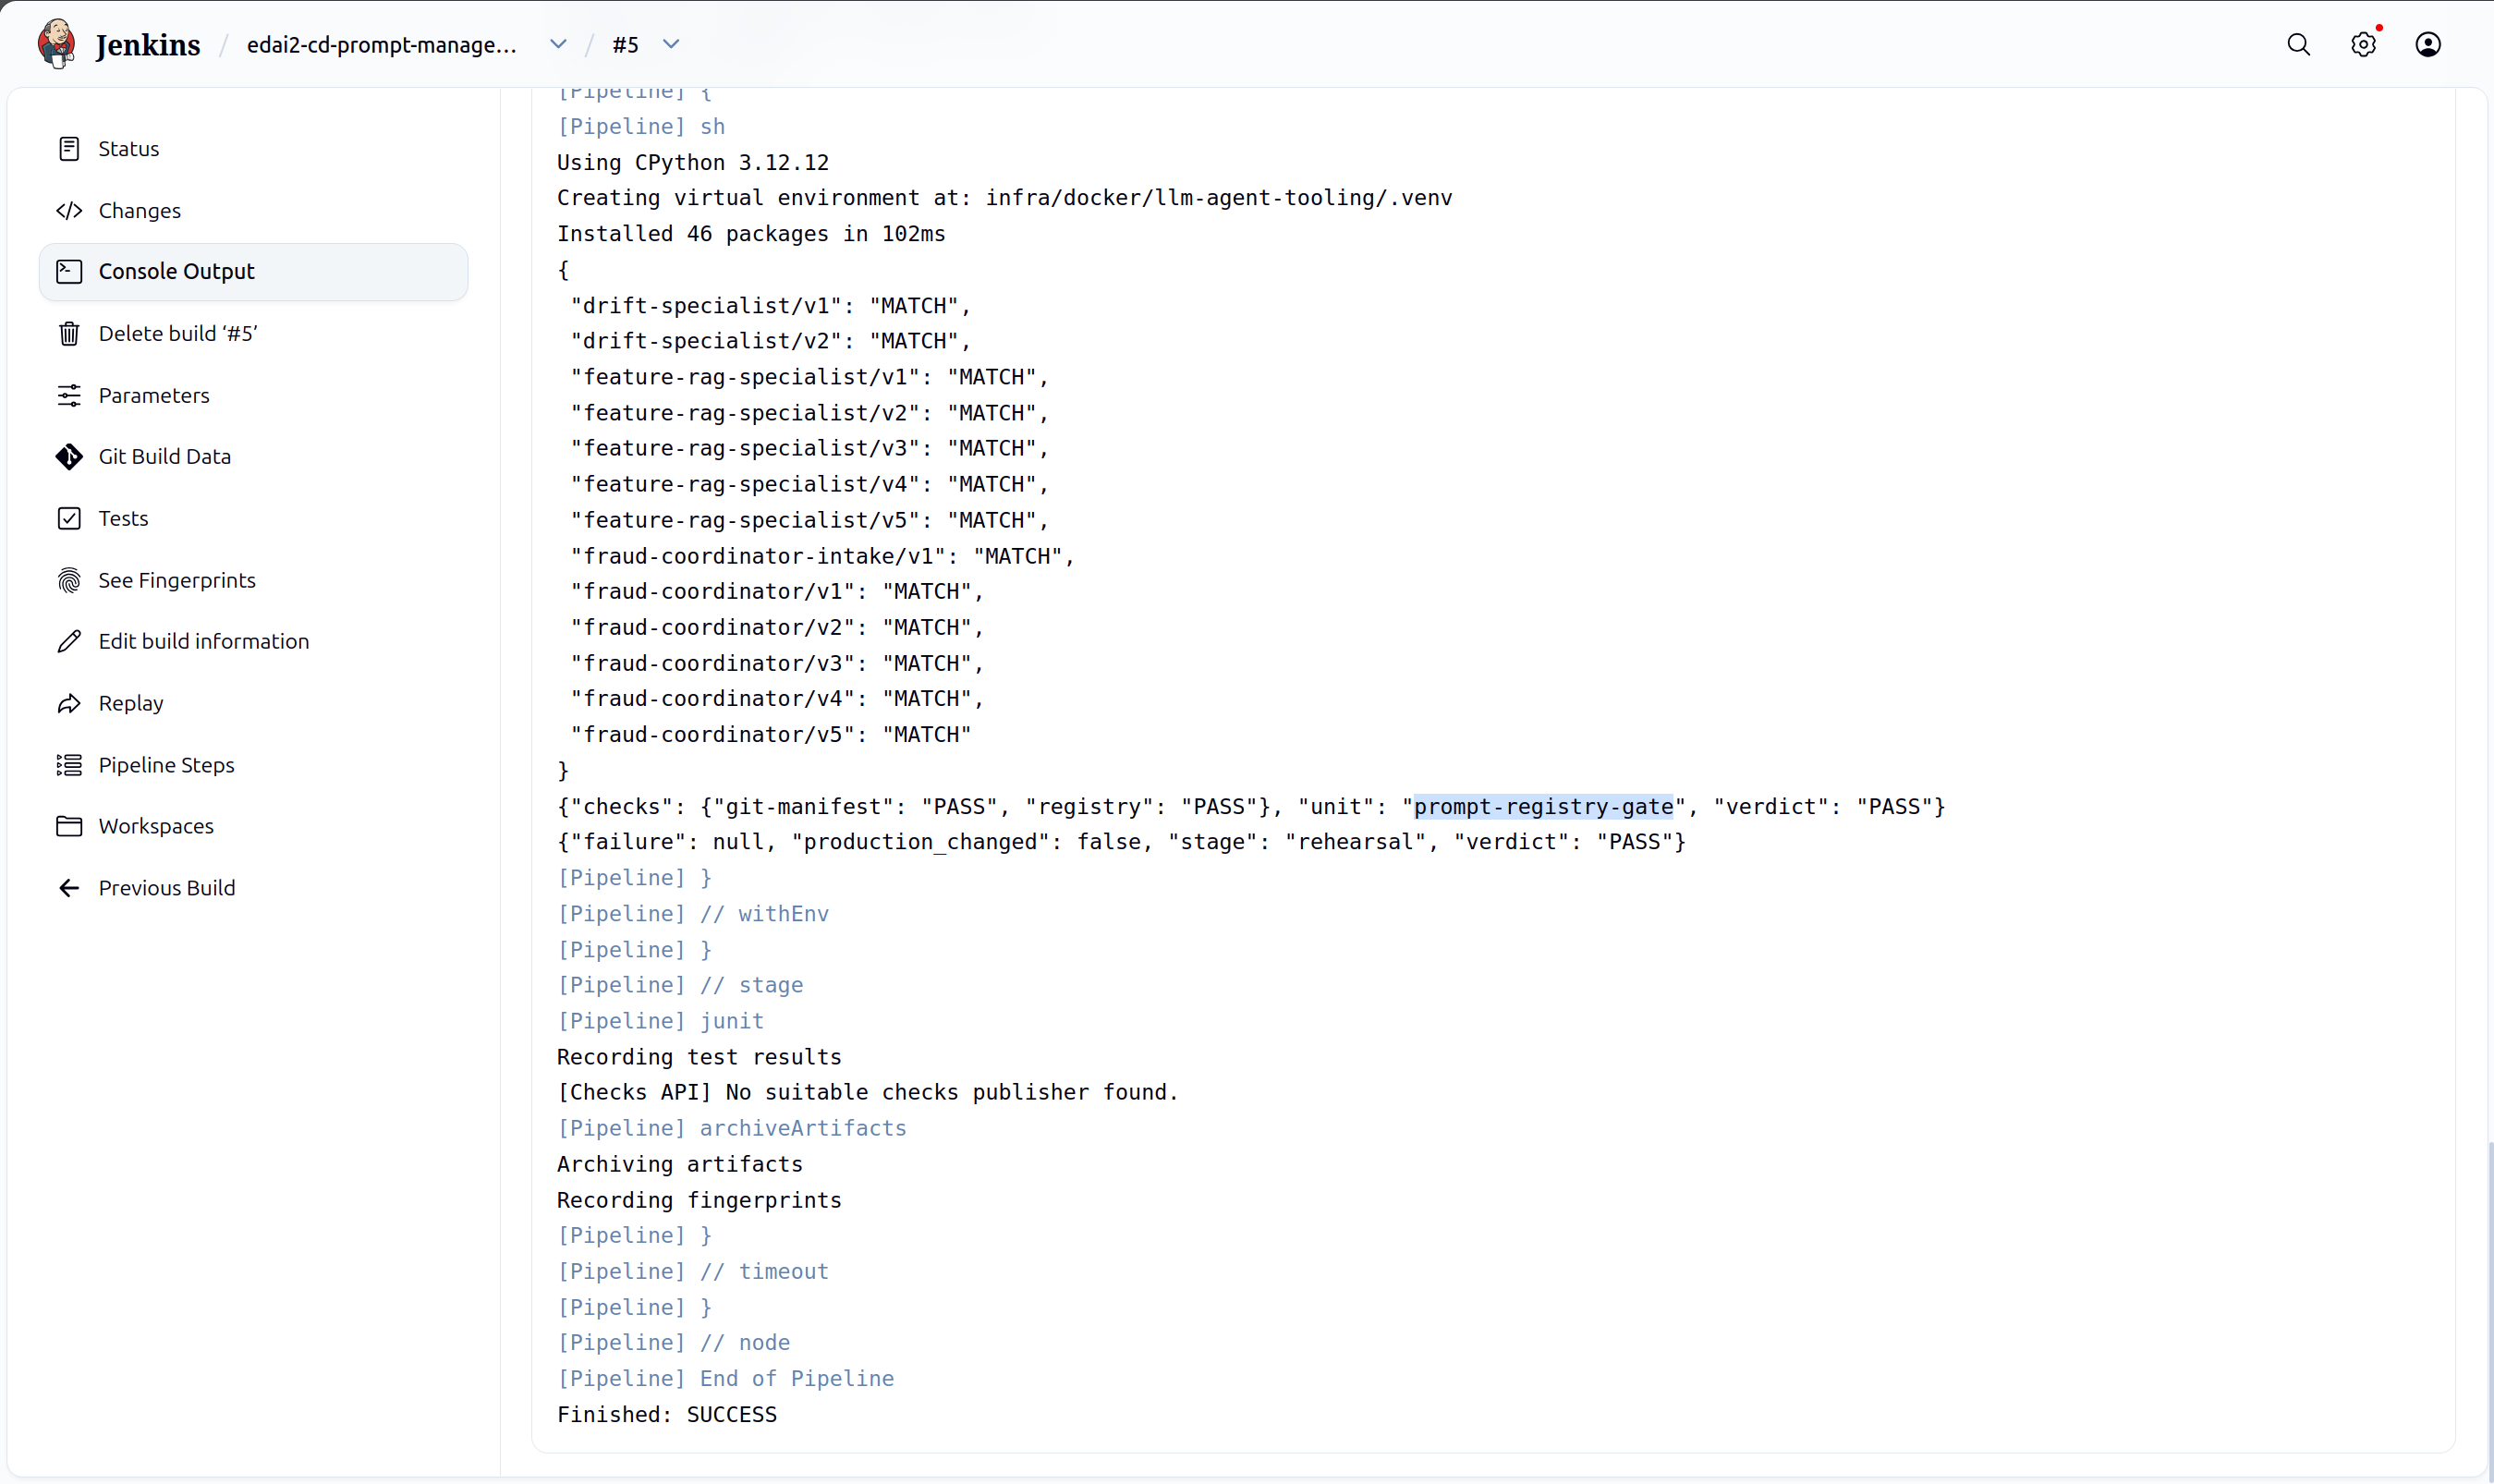 Jenkins / edai2-cd-prompt-manage... / #5
Status
Changes
Console Output
Delete build ‘#5’
Parameters
Git Build Data
Tests
See Fingerprints
Edit build information
Replay
Pipeline Steps
Workspaces
Previous Build
[Pipeline] {
[Pipeline] sh
Using CPython 3.12.12
Creating virtual environment at: infra/docker/llm-agent-tooling/.venv
Installed 46 packages in 102ms
{
 "drift-specialist/v1": "MATCH",
 "drift-specialist/v2": "MATCH",
 "feature-rag-specialist/v1": "MATCH",
 "feature-rag-specialist/v2": "MATCH",
 "feature-rag-specialist/v3": "MATCH",
 "feature-rag-specialist/v4": "MATCH",
 "feature-rag-specialist/v5": "MATCH",
 "fraud-coordinator-intake/v1": "MATCH",
 "fraud-coordinator/v1": "MATCH",
 "fraud-coordinator/v2": "MATCH",
 "fraud-coordinator/v3": "MATCH",
 "fraud-coordinator/v4": "MATCH",
 "fraud-coordinator/v5": "MATCH"
}
{"checks": {"git-manifest": "PASS", "registry": "PASS"}, "unit": "prompt-registry-gate", "verdict": "PASS"}
{"failure": null, "production_changed": false, "stage": "rehearsal", "verdict": "PASS"}
[Pipeline] }
[Pipeline] // withEnv
[Pipeline] }
[Pipeline] // stage
[Pipeline] junit
Recording test results
[Checks API] No suitable checks publisher found.
[Pipeline] archiveArtifacts
Archiving artifacts
Recording fingerprints
[Pipeline] }
[Pipeline] // timeout
[Pipeline] }
[Pipeline] // node
[Pipeline] End of Pipeline
Finished: SUCCESS